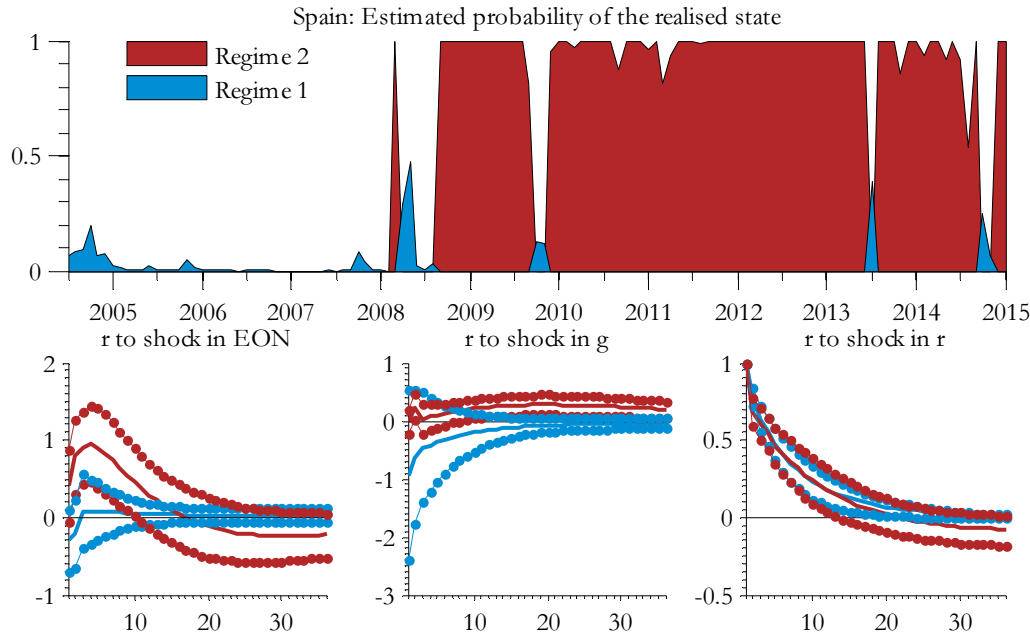 Spain: Estimated probability of the realised state
1
0.5
0
Regime 2
Regime 1
2005 2006 2007 2008 2009 2010 2011 2012 2013 2014 2015
r to shock in EON
r to shock in g
r to shock in r
2
1
0
-1
10 20 30
1
0
-1
-2
-3
10 20 30
1
0.5
0
-0.5
10 20 30